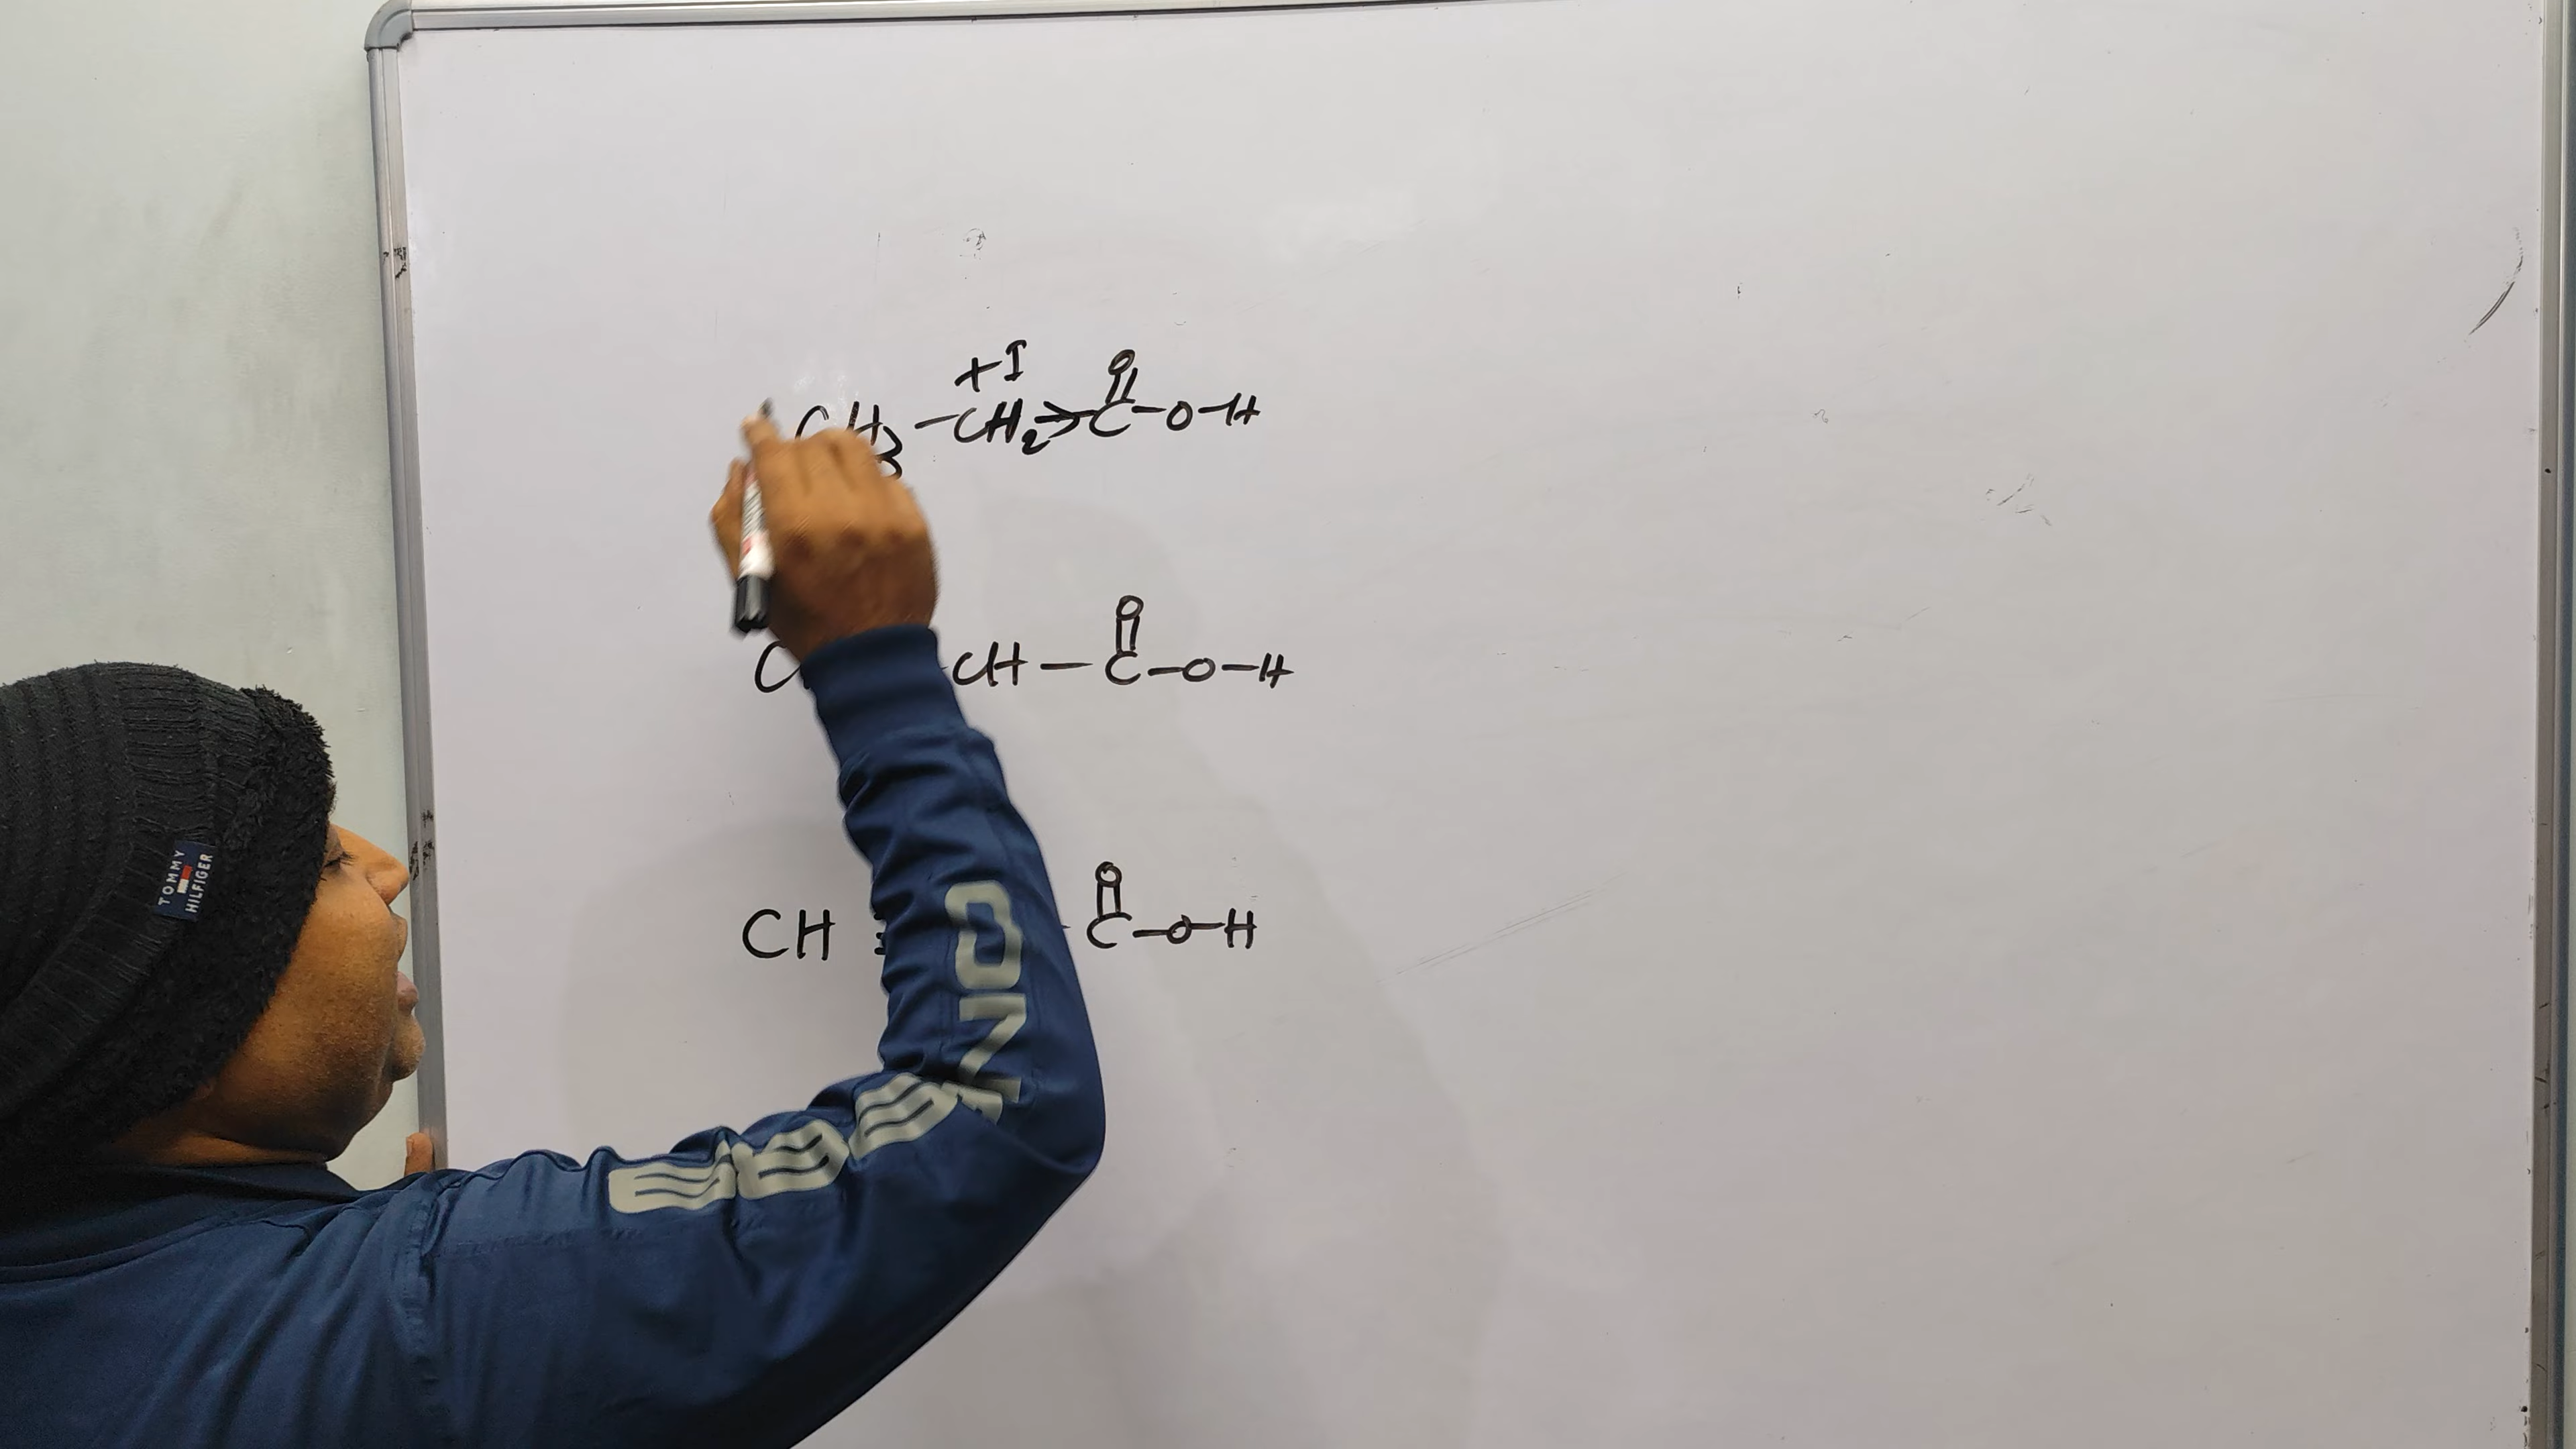 +I
O
CH3 - CH2 → C - O - H
O
C - CH - C - O - H
O
CH C - O - H
TOMMY
HILFIGER